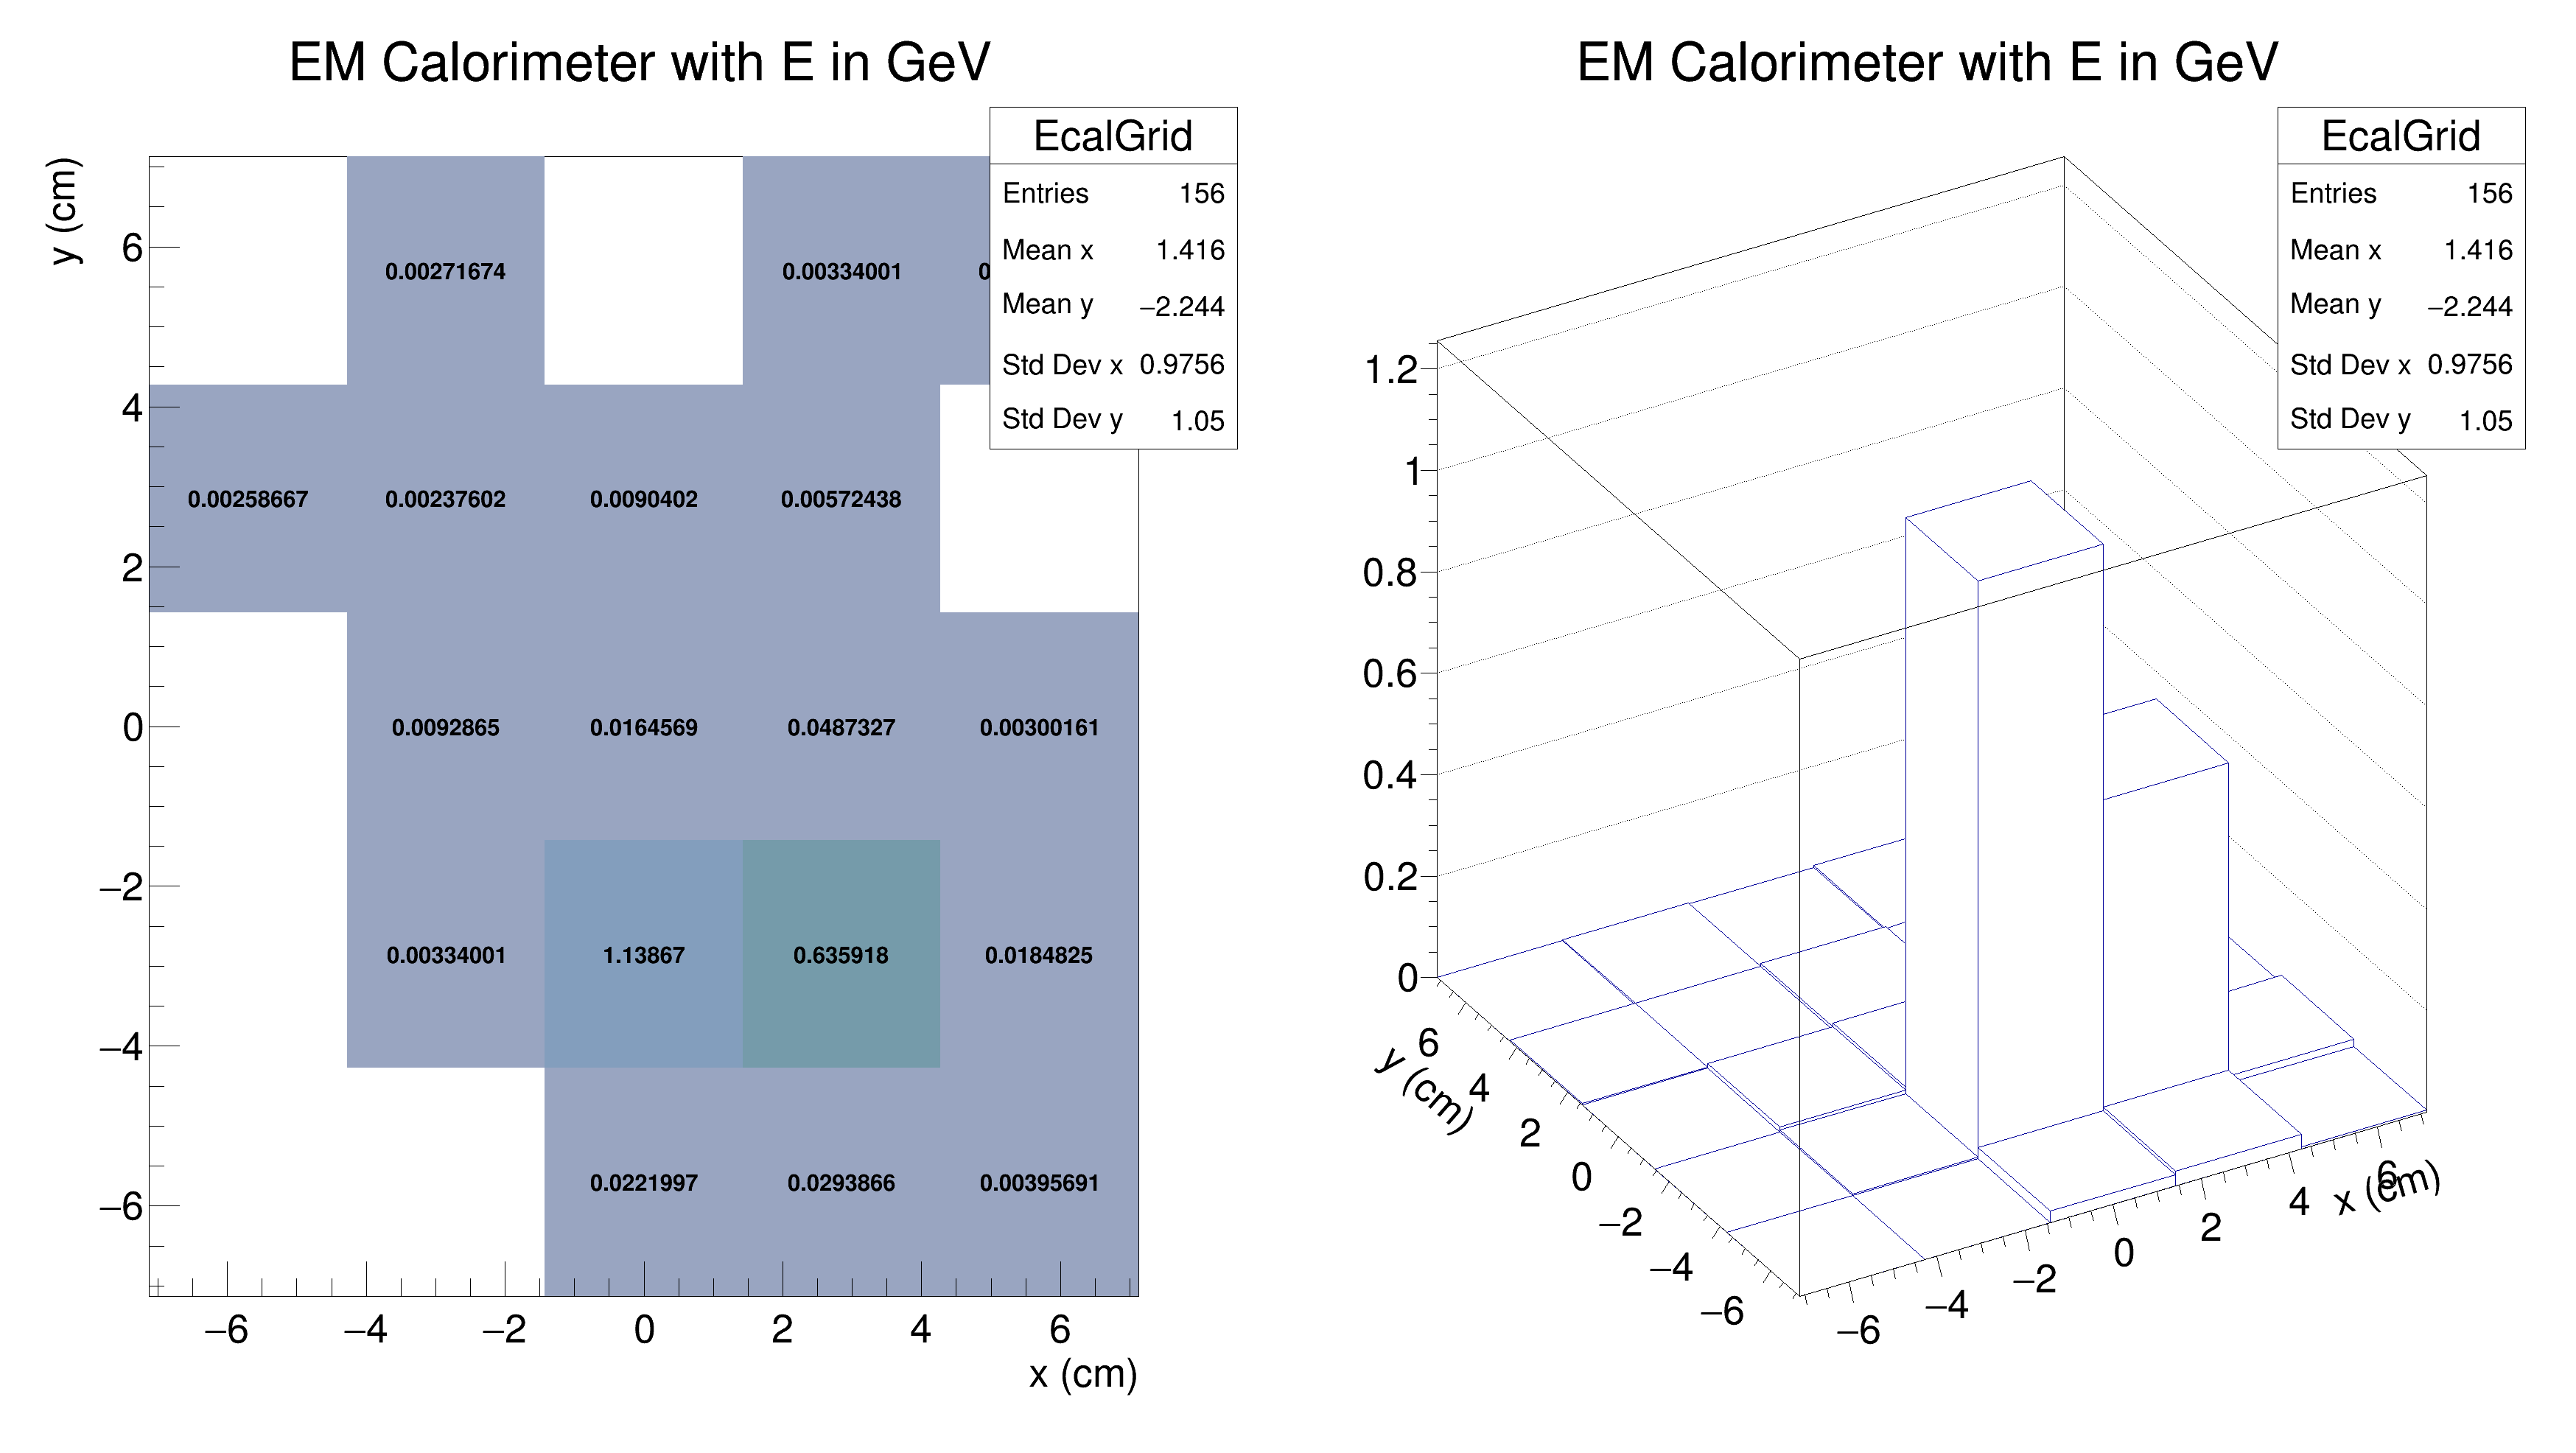 EM Calorimeter with E in GeV
EcalGrid
Entries 156
Mean x 1.416
Mean y −2.244
Std Dev x 0.9756
Std Dev y 1.05
y (cm)
6
4
2
0
−2
−4
−6
0.00271674 0.00334001
0.00258667 0.00237602 0.0090402 0.00572438
0.0092865 0.0164569 0.0487327 0.00300161
0.00334001 1.13867 0.635918 0.0184825
0.0221997 0.0293866 0.00395691
−6 −4 −2 0 2 4 6
x (cm)
EM Calorimeter with E in GeV
EcalGrid
Entries 156
Mean x 1.416
Mean y −2.244
Std Dev x 0.9756
Std Dev y 1.05
1.2
1
0.8
0.6
0.4
0.2
0
y (cm)
6
4
2
0
−2
−4
−6
−6 −4 −2 0 2 4 6
x (cm)